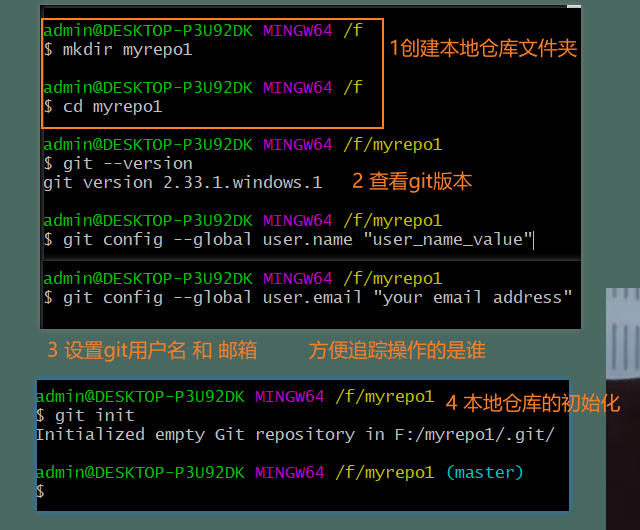 admin@DESKTOP-P3U92DK MINGW64 /f
$ mkdir myrepo1
1创建本地仓库文件夹
admin@DESKTOP-P3U92DK MINGW64 /f
$ cd myrepo1
admin@DESKTOP-P3U92DK MINGW64 /f/myrepo1
$ git --version
git version 2.33.1.windows.1
2 查看git版本
admin@DESKTOP-P3U92DK MINGW64 /f/myrepo1
$ git config --global user.name "user_name_value"
admin@DESKTOP-P3U92DK MINGW64 /f/myrepo1
$ git config --global user.email "your email address"
3 设置git用户名 和 邮箱 方便追踪操作的是谁
admin@DESKTOP-P3U92DK MINGW64 /f/myrepo1
4 本地仓库的初始化
$ git init
Initialized empty Git repository in F:/myrepo1/.git/
admin@DESKTOP-P3U92DK MINGW64 /f/myrepo1 (master)
$